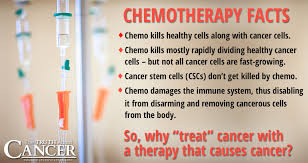 CHEMOTHERAPY FACTS
Chemo kills healthy cells along with cancer cells.
Chemo kills mostly rapidly dividing healthy
cells – but not all cancer cells are fast-growing.
Cancer stem cells (CSCs) don't get killed by chemo.
Chemo damages the immune system, thus disabling
it from disarming and removing cancerous cells
from the body.
So, why "treat" cancer with
a therapy that causes cancer?
THE TRUTH ABOUT
CANCER